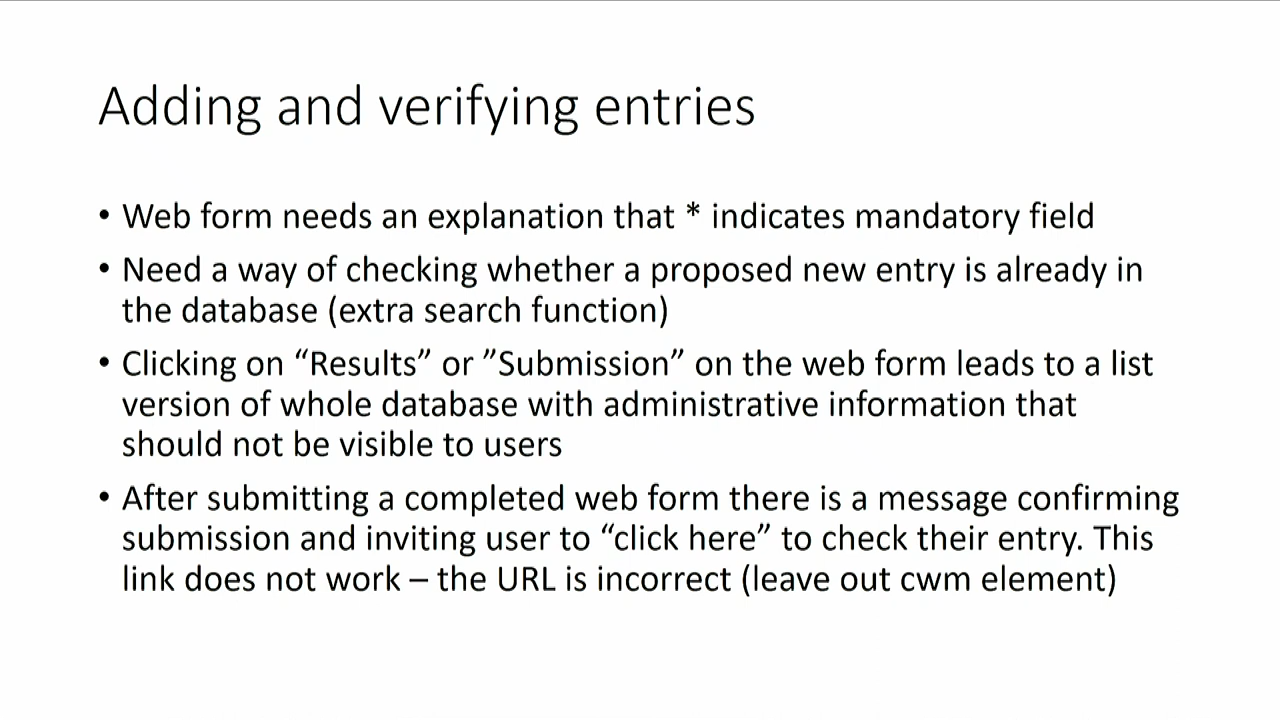 Adding and verifying entries
• Web form needs an explanation that * indicates mandatory field
• Need a way of checking whether a proposed new entry is already in
the database (extra search function)
• Clicking on “Results” or ”Submission” on the web form leads to a list
version of whole database with administrative information that
should not be visible to users
• After submitting a completed web form there is a message confirming
submission and inviting user to “click here” to check their entry. This
link does not work – the URL is incorrect (leave out cwm element)